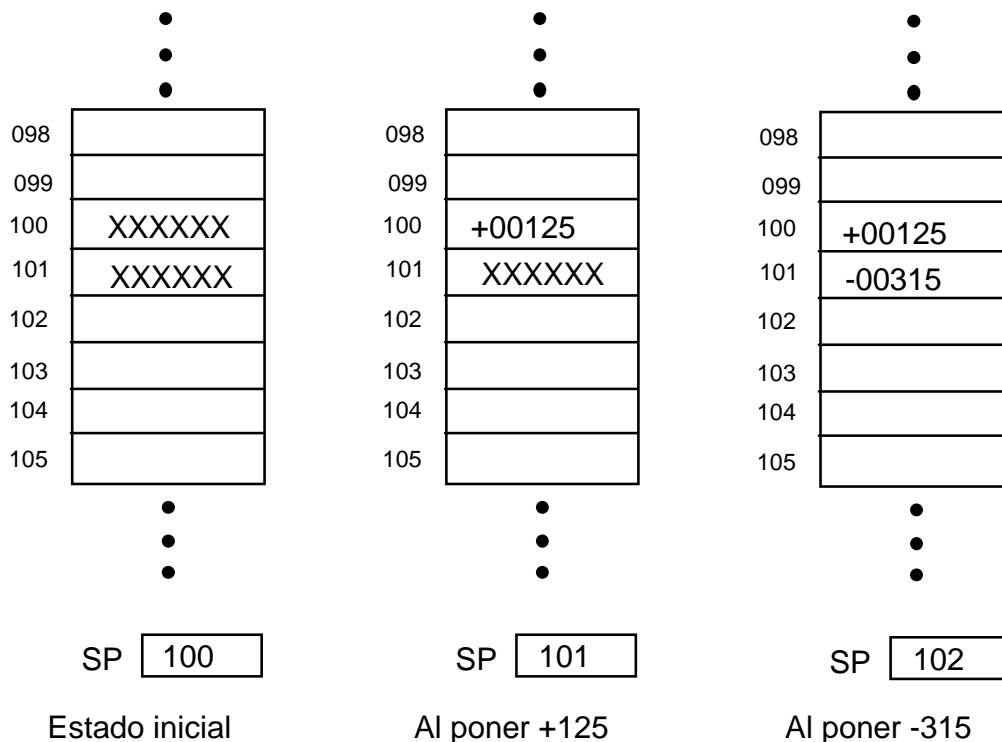 098 098 098
099 099 099
100 XXXXXX 100 +00125 100 +00125
101 XXXXXX 101 XXXXXX 101 -00315
102 102 102
103 103 103
104 104 104
105 105 105
SP 100 SP 101 SP 102
Estado inicial Al poner +125 Al poner -315